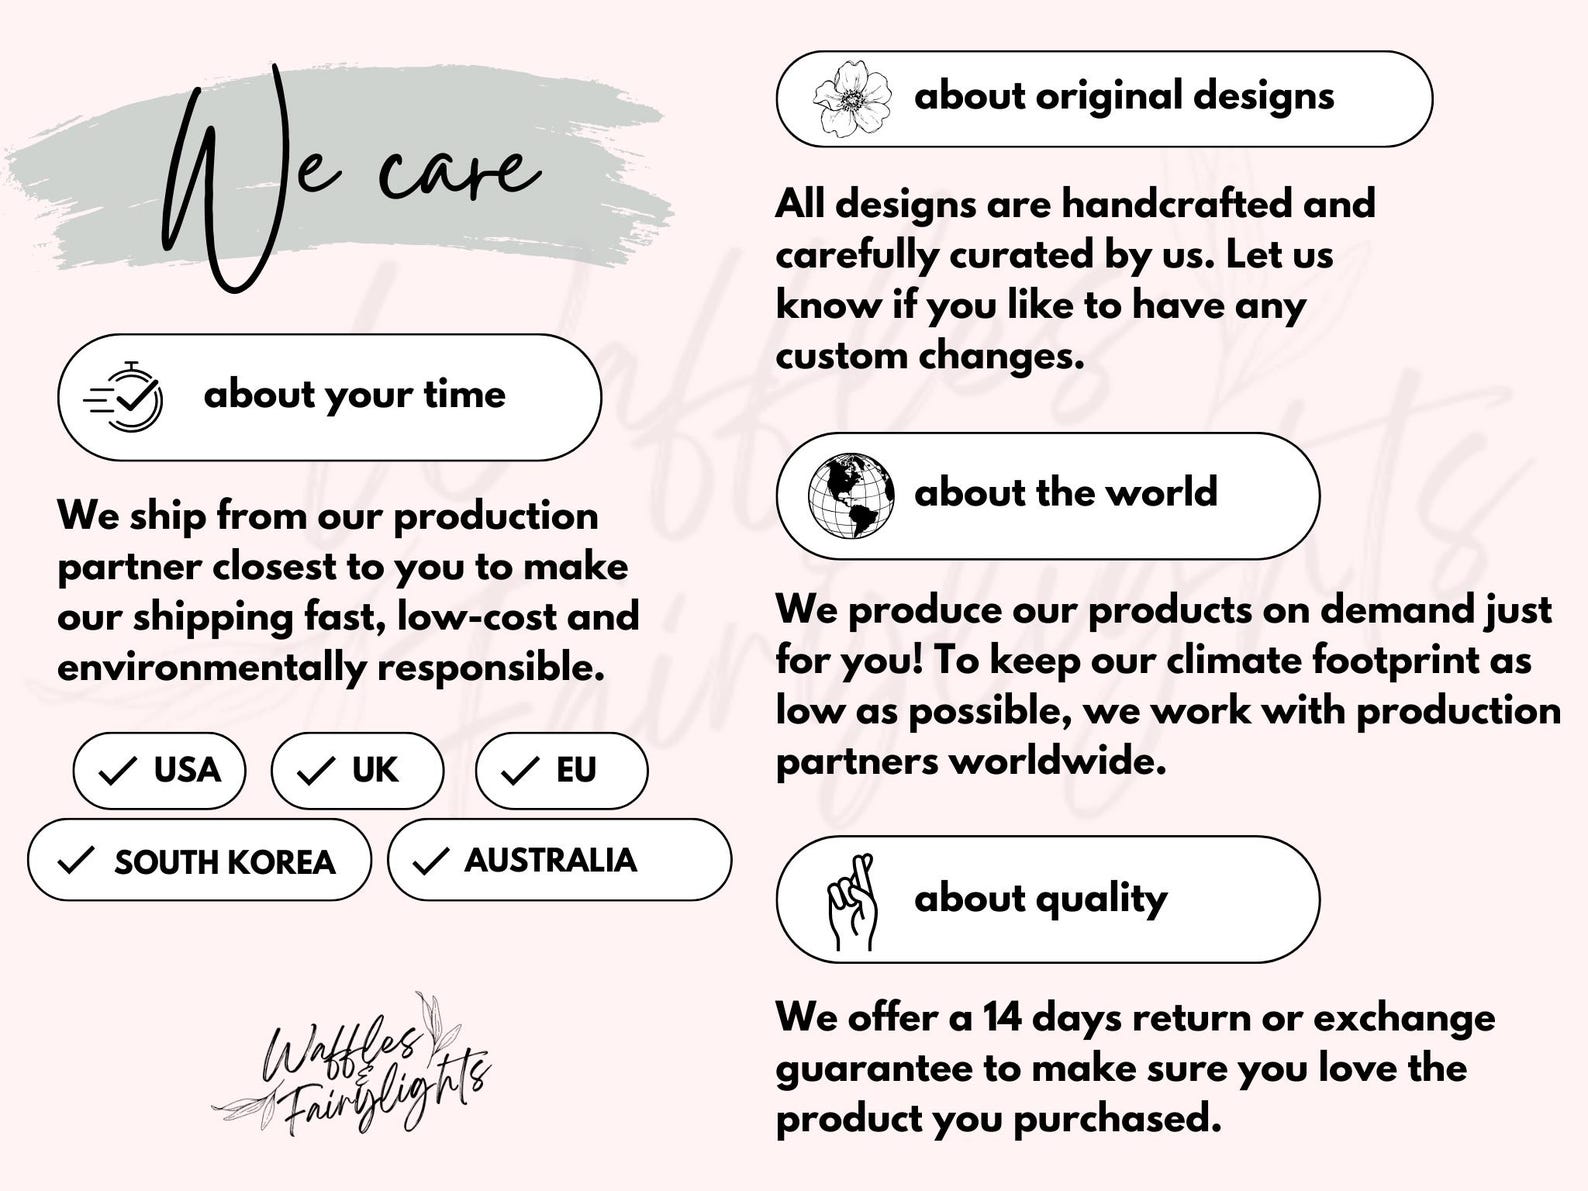 We care
about your time
We ship from our production
partner closest to you to make
our shipping fast, low-cost and
environmentally responsible.
USA
UK
EU
SOUTH KOREA
AUSTRALIA
Waffles
&
Fairylights
about original designs
All designs are handcrafted and
carefully curated by us. Let us
know if you like to have any
custom changes.
about the world
We produce our products on demand just
for you! To keep our climate footprint as
low as possible, we work with production
partners worldwide.
about quality
We offer a 14 days return or exchange
guarantee to make sure you love the
product you purchased.
Waffles
Fairylights